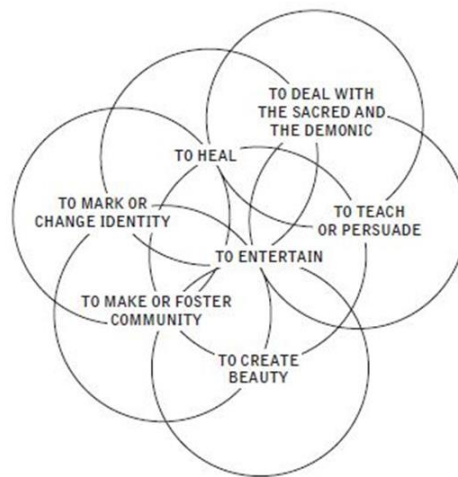 TO DEAL WITH
THE SACRED AND
THE DEMONIC
TO HEAL
TO MARK OR
CHANGE IDENTITY
TO TEACH
OR PERSUADE
TO ENTERTAIN
TO MAKE OR FOSTER
COMMUNITY
TO CREATE
BEAUTY